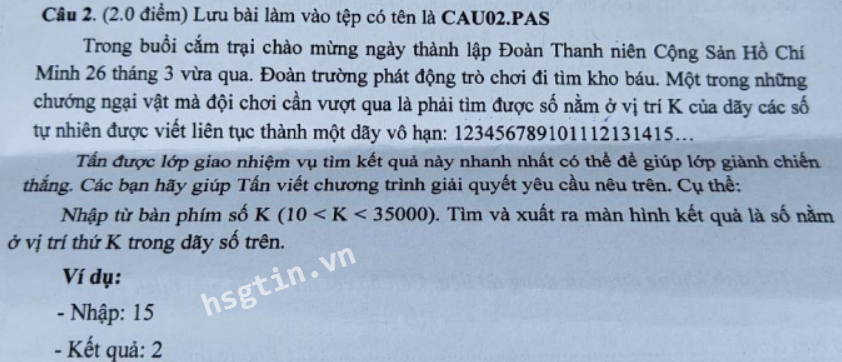 Câu 2. (2.0 điểm) Lưu bài làm vào tệp có tên là CAU02.PAS
Trong buổi cắm trại chào mừng ngày thành lập Đoàn Thanh niên Cộng Sản Hồ Chí
Minh 26 tháng 3 vừa qua. Đoàn trường phát động trò chơi đi tìm kho báu. Một trong những
chướng ngại vật mà đội chơi cần vượt qua là phải tìm được số nằm ở vị trí K của dãy các số
tự nhiên được viết liên tục thành một dãy vô hạn: 123456789101112131415...
Tấn được lớp giao nhiệm vụ tìm kết quả này nhanh nhất có thể để giúp lớp giành chiến
thắng. Các bạn hãy giúp Tấn viết chương trình giải quyết yêu cầu nêu trên. Cụ thể:
Nhập từ bàn phím số K (10 < K < 35000). Tìm và xuất ra màn hình kết quả là số nằm
ở vị trí thứ K trong dãy số trên.
Ví dụ:
- Nhập: 15
- Kết quả: 2
hsgtin.vn